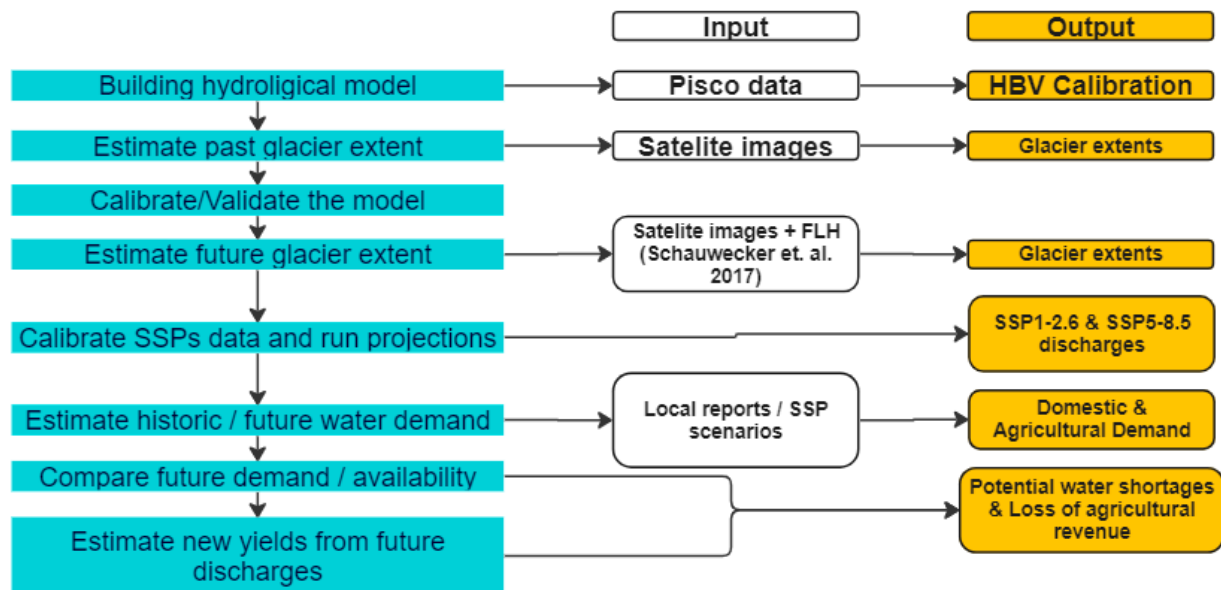 Input
Output
Building hydroligical model
Pisco data
HBV Calibration
Estimate past glacier extent
Satelite images
Glacier extents
Calibrate/Validate the model
Estimate future glacier extent
Satelite images + FLH
(Schauwecker et. al.
2017)
Glacier extents
Calibrate SSPs data and run projections
SSP1-2.6 & SSP5-8.5
discharges
Estimate historic / future water demand
Local reports / SSP
scenarios
Domestic &
Agricultural Demand
Compare future demand / availability
Potential water shortages
& Loss of agricultural
revenue
Estimate new yields from future
discharges